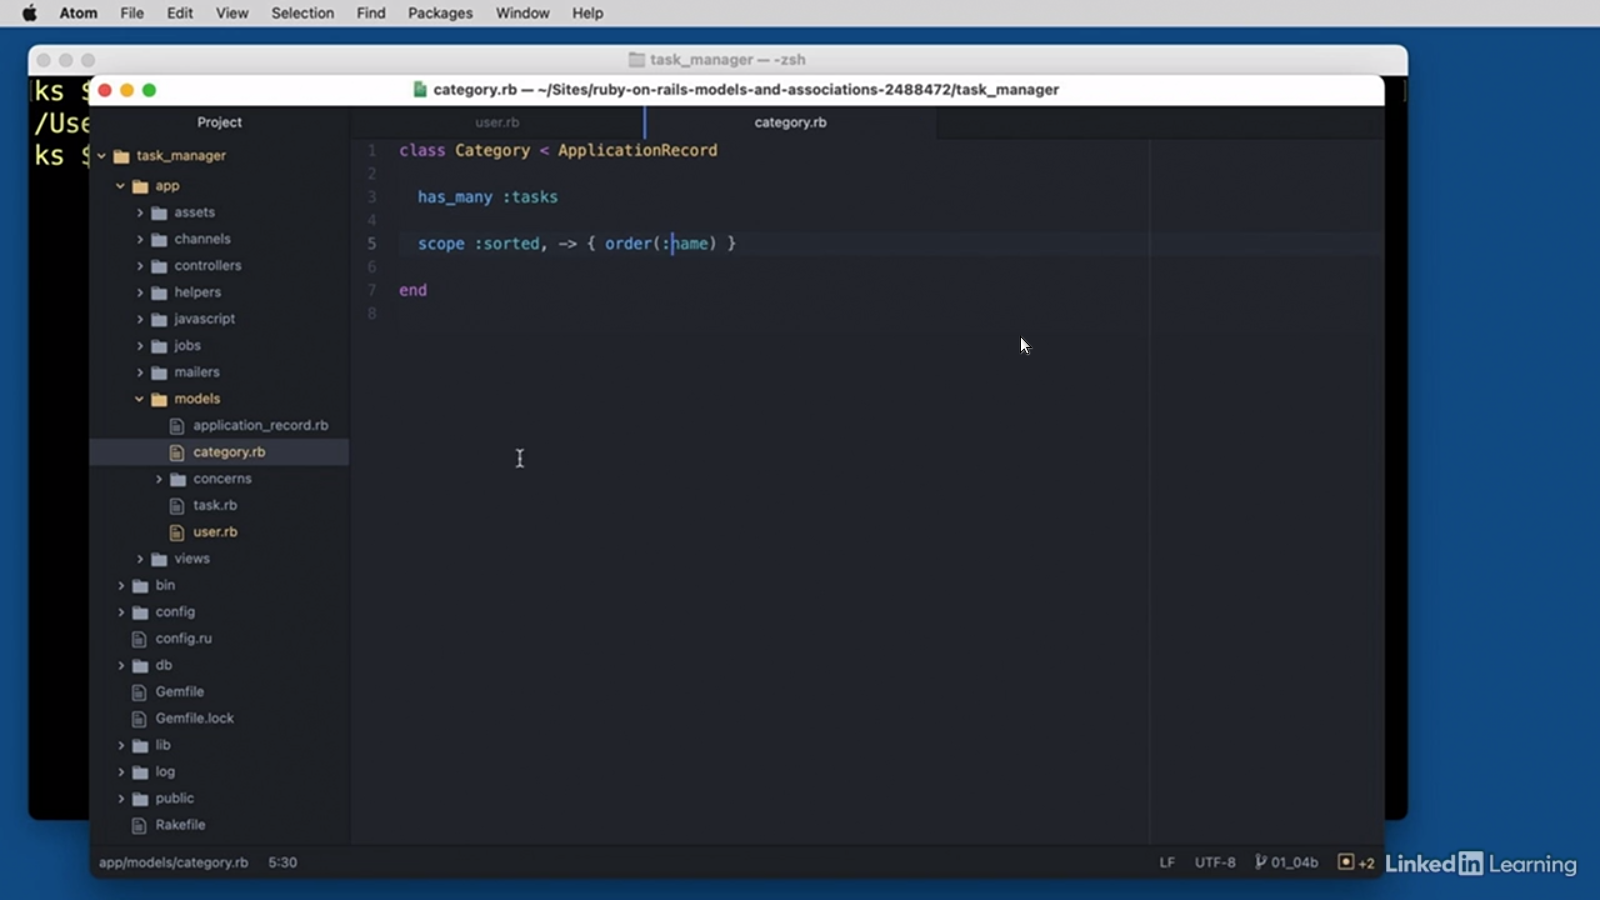 Atom File Edit View Selection Find Packages Window Help
task_manager — -zsh
ks $
/Use
ks $
category.rb — ~/Sites/ruby-on-rails-models-and-associations-2488472/task_manager
Project
task_manager
app
assets
channels
controllers
helpers
javascript
jobs
mailers
models
application_record.rb
category.rb
concerns
task.rb
user.rb
views
bin
config
config.ru
db
Gemfile
Gemfile.lock
lib
log
public
Rakefile
user.rb category.rb
1 class Category < ApplicationRecord
2
3 has_many :tasks
4
5 scope :sorted, -> { order(:name) }
6
7 end
8
app/models/category.rb 5:30 LF UTF-8 01_04b +2
LinkedIn Learning